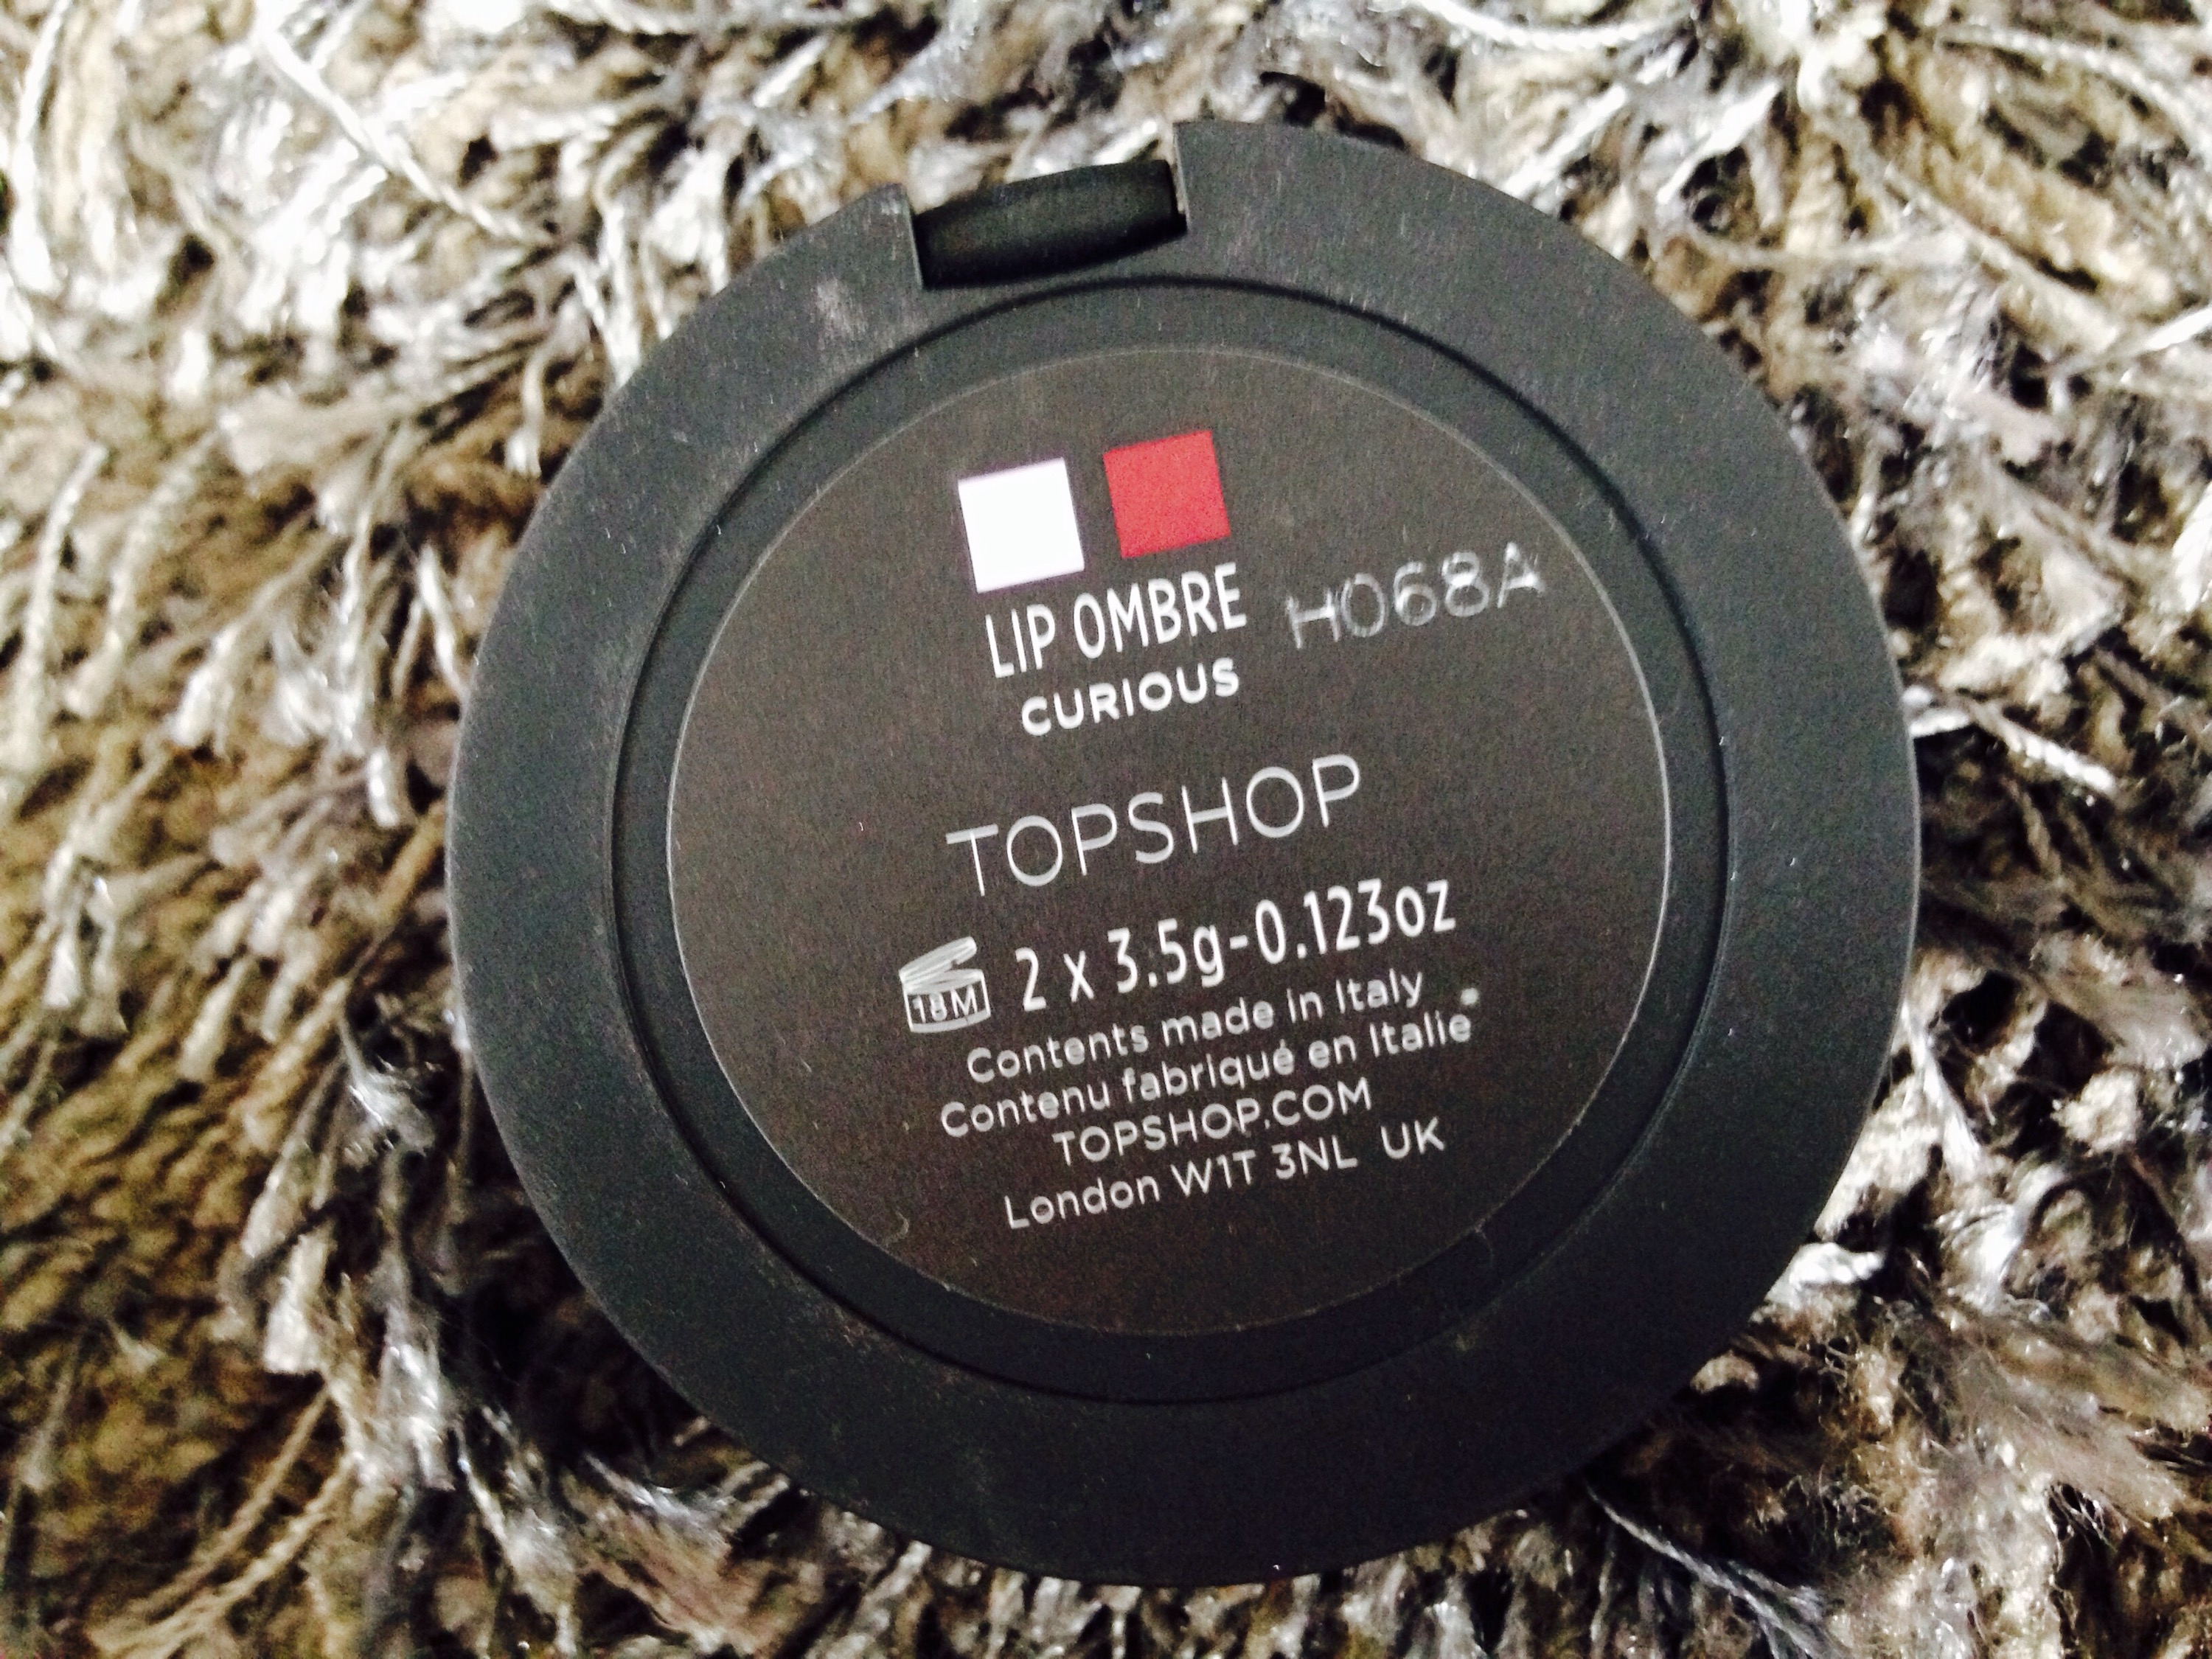 LIP OMBRE H068A
CURIOUS
TOPSHOP
18M 2 x 3.5g-0.123oz
Contents made in Italy
Contenu fabriqué en Italie
TOPSHOP.COM
London W1T 3NL UK